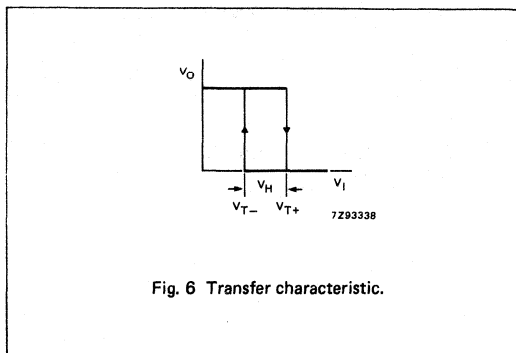 VO
VH
VI
VT−
VT+
7Z93338
Fig. 6 Transfer characteristic.